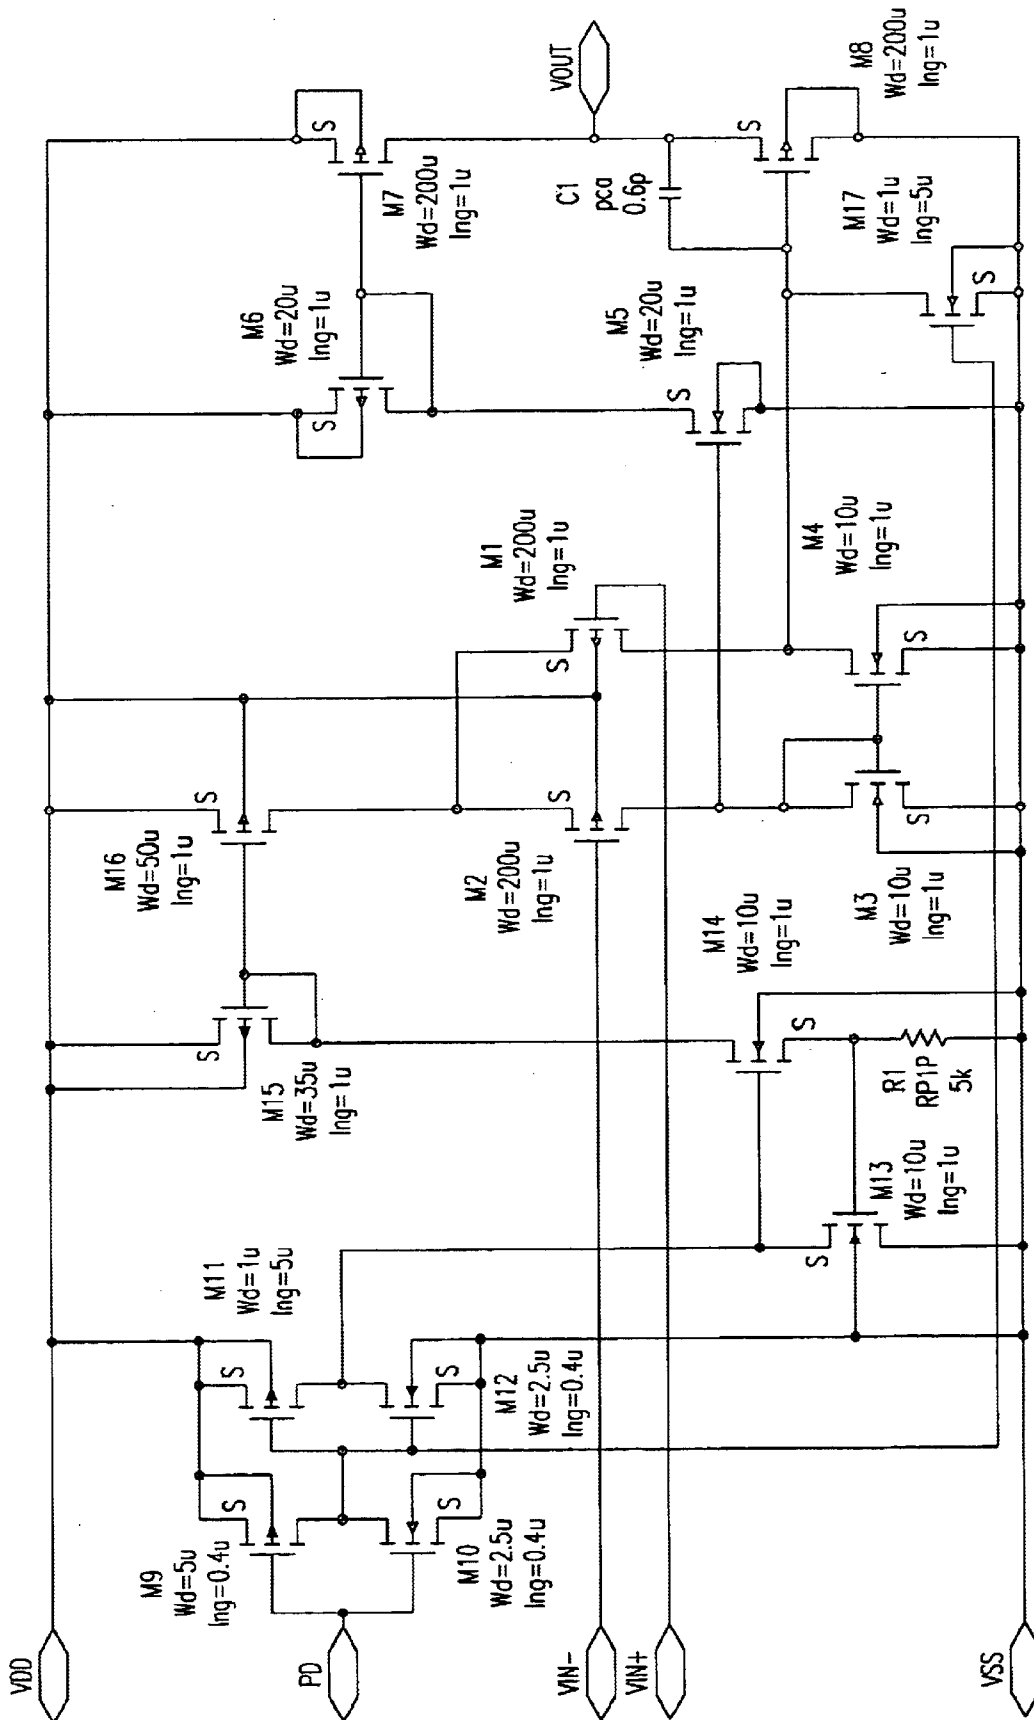 VDD
PD
VIN-
VIN+
VSS
VOUT
M9
Wd=5u
lng=0.4u
S
M10
Wd=2.5u
lng=0.4u
S
M11
Wd=1u
lng=5u
S
M12
Wd=2.5u
lng=0.4u
S
M13
Wd=10u
lng=1u
S
R1
RP1P
5k
M14
Wd=10u
lng=1u
S
M15
Wd=35u
lng=1u
S
M16
Wd=50u
lng=1u
S
M2
Wd=200u
lng=1u
S
M1
Wd=200u
lng=1u
S
M3
Wd=10u
lng=1u
S
M4
Wd=10u
lng=1u
S
M6
Wd=20u
lng=1u
S
M5
Wd=20u
lng=1u
S
M7
Wd=200u
lng=1u
S
C1
pca
0.6p
M17
Wd=1u
lng=5u
S
M8
Wd=200u
lng=1u
S